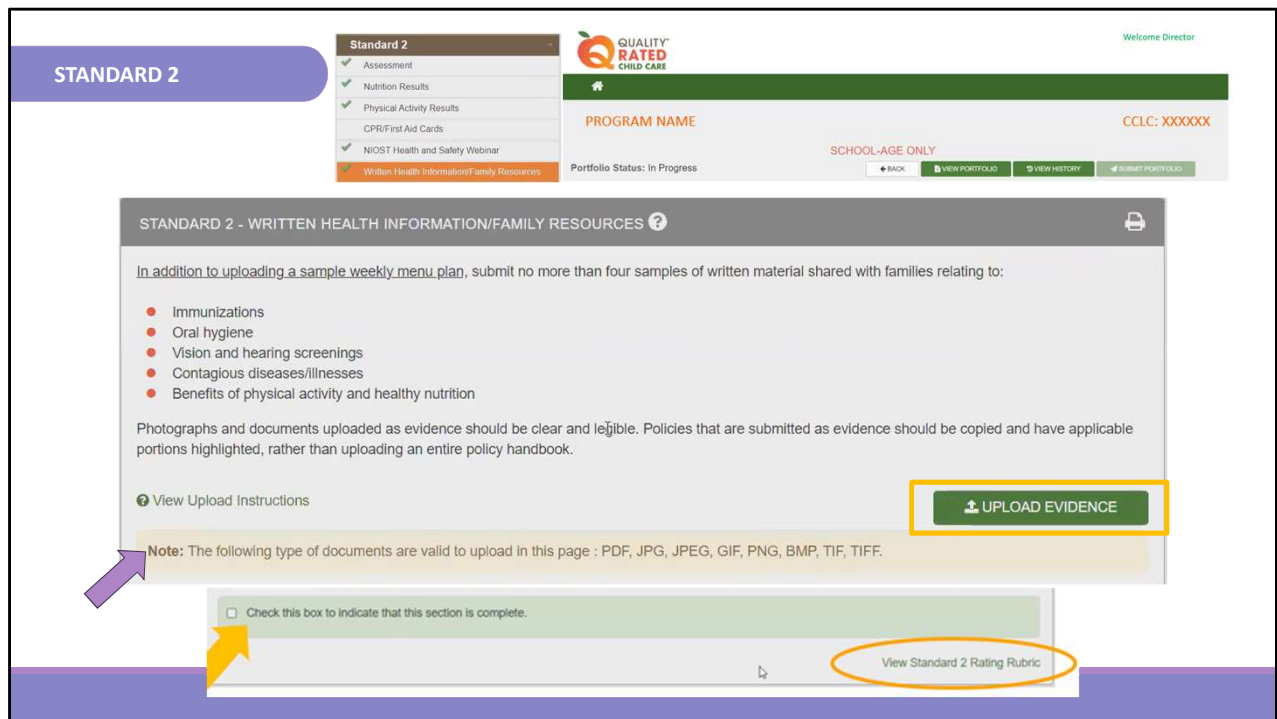 STANDARD 2
Standard 2
Assessment
Nutrition Results
Physical Activity Results
CPR/First Aid Cards
NIOST Health and Safety Webinar
Written Health Information/Family Resources
QUALITY™
RATED
CHILD CARE
Welcome Director
PROGRAM NAME
CCLC: XXXXXX
SCHOOL-AGE ONLY
Portfolio Status: In Progress
BACK
VIEW PORTFOLIO
VIEW HISTORY
SUBMIT PORTFOLIO
STANDARD 2 - WRITTEN HEALTH INFORMATION/FAMILY RESOURCES ?
In addition to uploading a sample weekly menu plan, submit no more than four samples of written material shared with families relating to:
Immunizations
Oral hygiene
Vision and hearing screenings
Contagious diseases/illnesses
Benefits of physical activity and healthy nutrition
Photographs and documents uploaded as evidence should be clear and legible. Policies that are submitted as evidence should be copied and have applicable
portions highlighted, rather than uploading an entire policy handbook.
? View Upload Instructions
UPLOAD EVIDENCE
Note: The following type of documents are valid to upload in this page : PDF, JPG, JPEG, GIF, PNG, BMP, TIF, TIFF.
Check this box to indicate that this section is complete.
View Standard 2 Rating Rubric